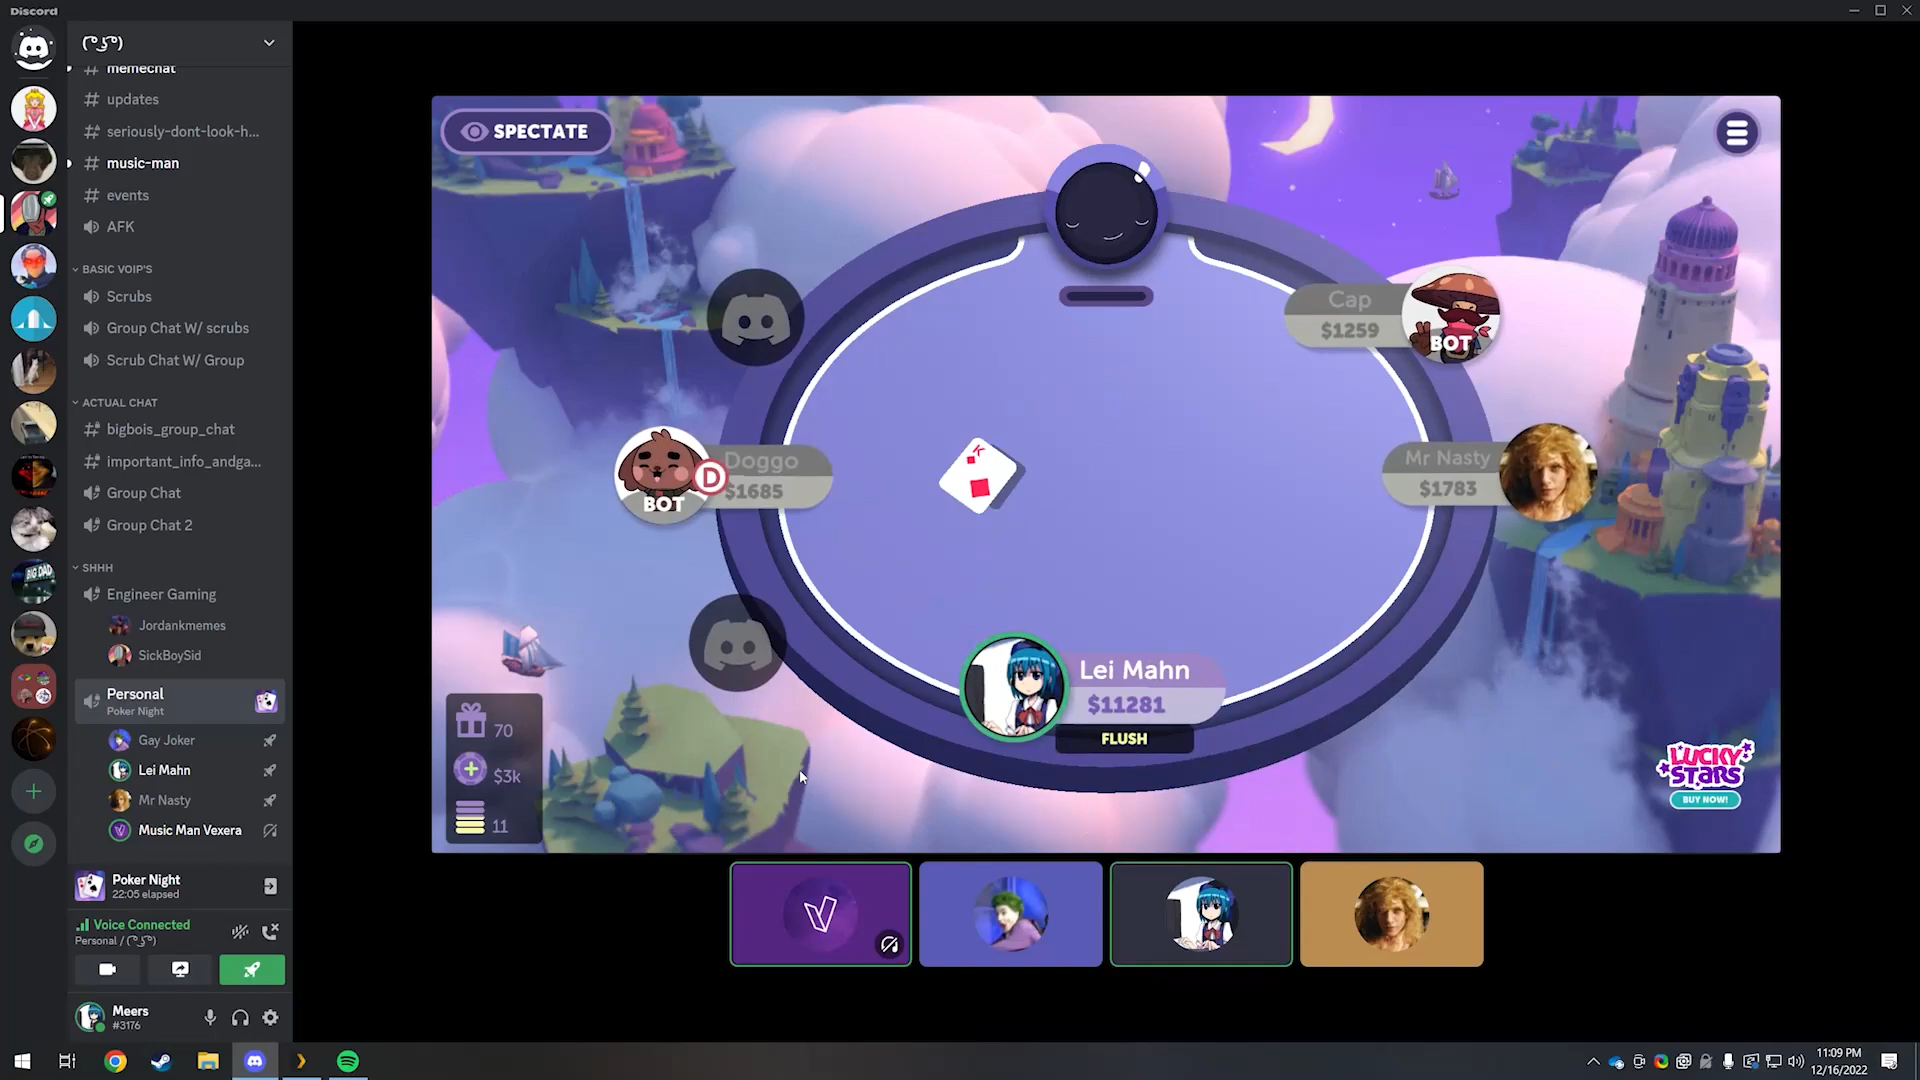 Discord
( ͡° ͜ʖ ͡°)
memechat
updates
seriously-dont-look-h...
music-man
events
AFK
BASIC VOIP'S
Scrubs
Group Chat W/ scrubs
Scrub Chat W/ Group
ACTUAL CHAT
bigbois_group_chat
important_info_andga...
Group Chat
Group Chat 2
SHHH
Engineer Gaming
Jordankmemes
SickBoySid
Personal
Poker Night
Gay Joker
Lei Mahn
Mr Nasty
Music Man Vexera
Poker Night
22:05 elapsed
Voice Connected
Personal / ( ͡° ͜ʖ ͡°)
Meers
#3176
BIG DAD
SPECTATE
Cap
$1259
BOT
Mr Nasty
$1783
Doggo
$1685
D
BOT
K
Lei Mahn
$11281
FLUSH
70
$3k
11
LUCKY STARS
BUY NOW!
11:09 PM
12/16/2022